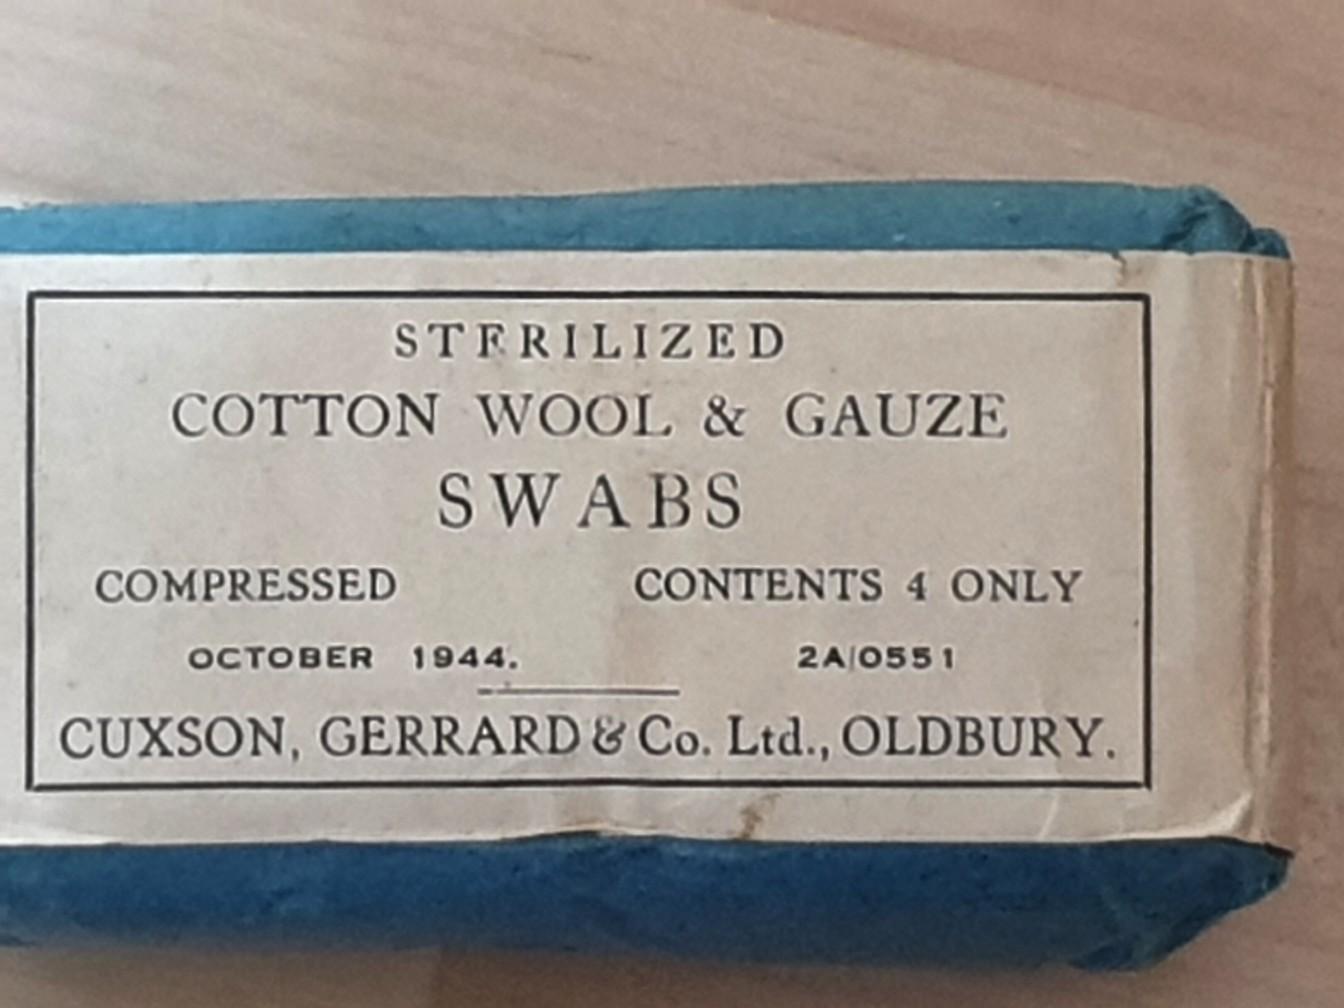 STERILIZED
COTTON WOOL & GAUZE
SWABS
COMPRESSED CONTENTS 4 ONLY
OCTOBER 1944. 2A/0551
CUXSON, GERRARD & Co. Ltd., OLDBURY.